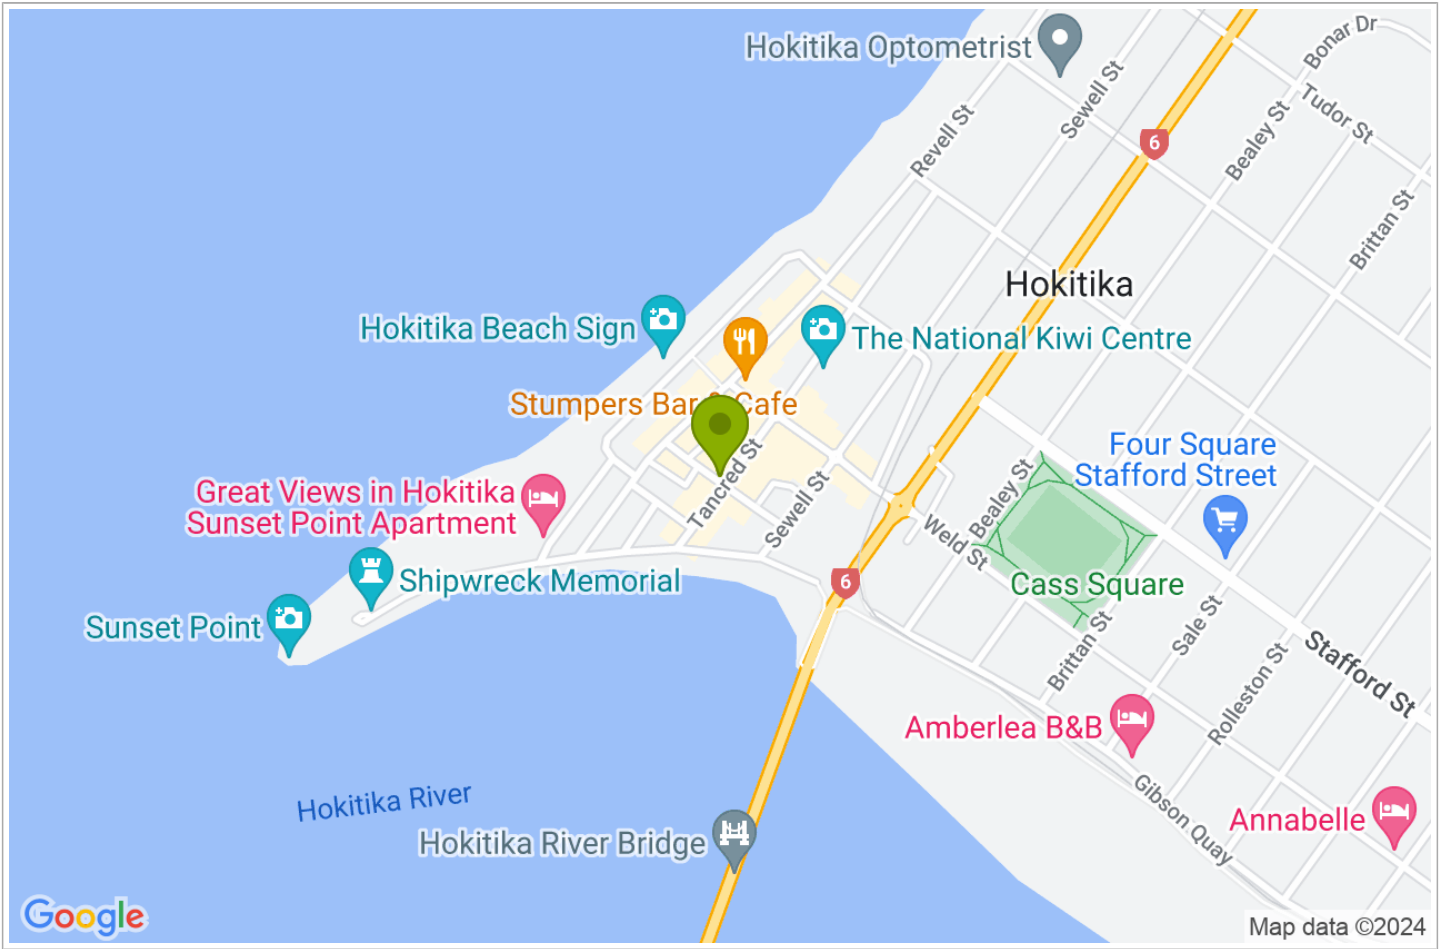 Hokitika Optometrist
Bonar Dr
Sewell St
Tudor St
Revell St
6
Bealey St
Brittan St
Hokitika
Hokitika Beach Sign
The National Kiwi Centre
Stumpers Bar & Cafe
Four Square
Stafford Street
Tancred St
Sewell St
Bealey St
Great Views in Hokitika
Sunset Point Apartment
Weld St
Shipwreck Memorial
6
Cass Square
Sunset Point
Sale St
Brittan St
Stafford St
Rolleston St
Amberlea B&B
Hokitika River
Gibson Quay
Hokitika River Bridge
Annabelle
Google
Map data ©2024